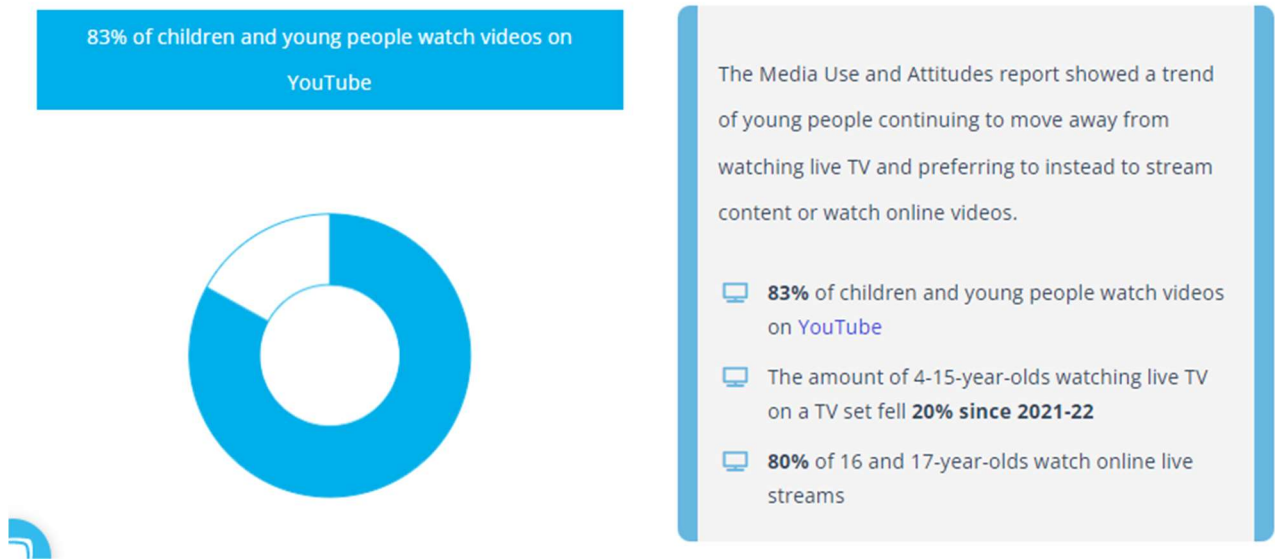 83% of children and young people watch videos on
YouTube
The Media Use and Attitudes report showed a trend
of young people continuing to move away from
watching live TV and preferring to instead to stream
content or watch online videos.
83% of children and young people watch videos
on YouTube
The amount of 4-15-year-olds watching live TV
on a TV set fell 20% since 2021-22
80% of 16 and 17-year-olds watch online live
streams